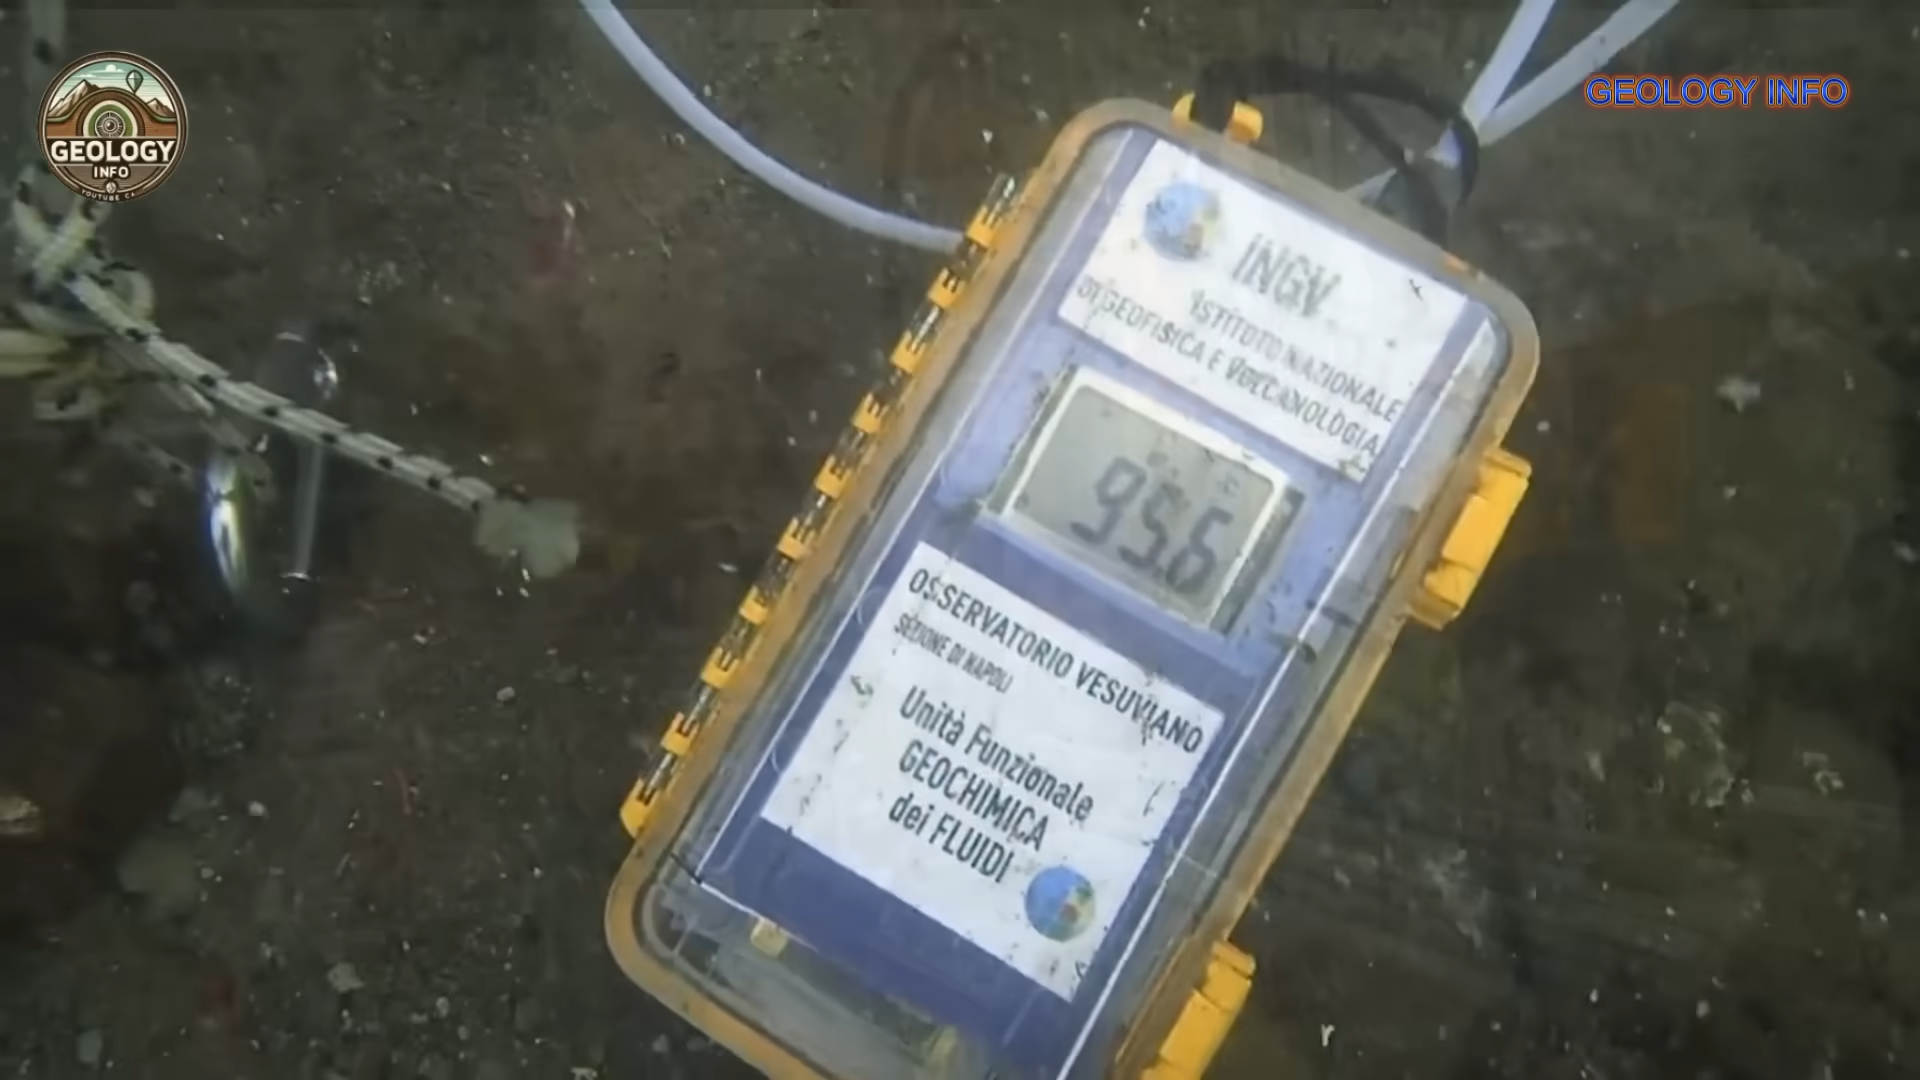 GEOLOGY
INFO
GEOLOGY INFO
INGV
ISTITUTO NAZIONALE
DI GEOFISICA E VULCANOLOGIA
95.6
OSSERVATORIO VESUVIANO
SEZIONE DI NAPOLI
Unità Funzionale
GEOCHIMICA
dei FLUIDI